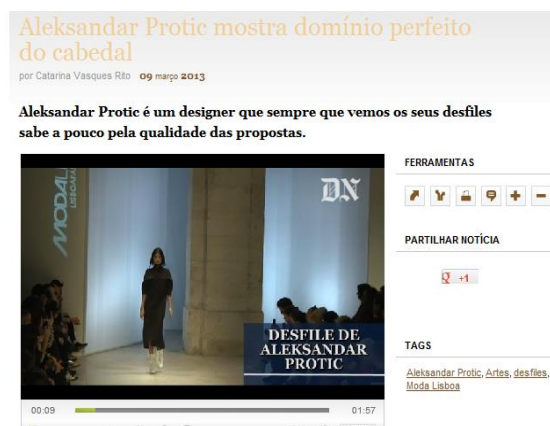 Aleksandar Protic mostra domínio perfeito
do cabedal
por Catarina Vasques Rito 09 março 2013
Aleksandar Protic é um designer que sempre que vemos os seus desfiles
sabe a pouco pela qualidade das propostas.
MODALI
LISBOAFA
DN
DESFILE DE
ALEKSANDAR
PROTIC
00:09 01:57
FERRAMENTAS
PARTILHAR NOTÍCIA
+1
TAGS
Aleksandar Protic, Artes, desfiles,
Moda Lisboa